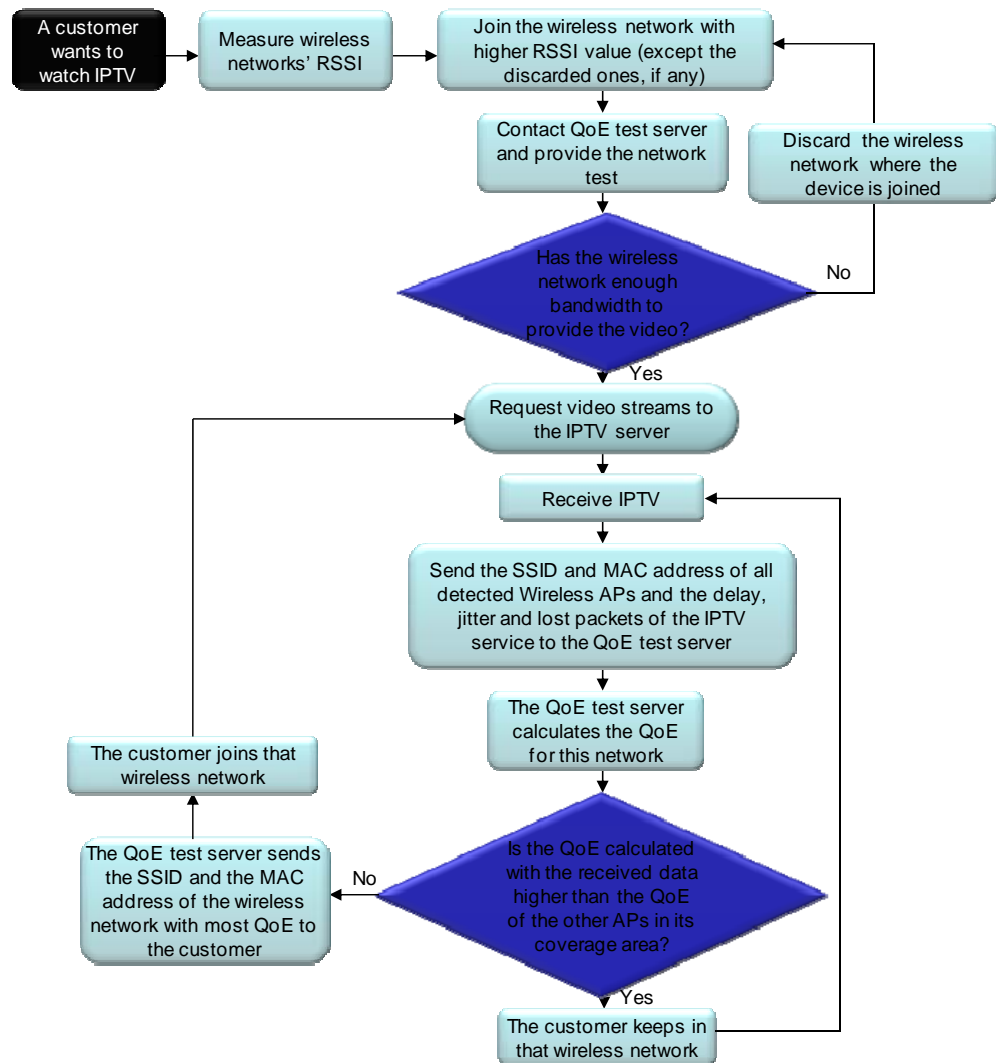 A customer
wants to
watch IPTV
Measure wireless
networks' RSSI
Join the wireless network with
higher RSSI value (except the
discarded ones, if any)
Contact QoE test server
and provide the network
test
Discard the wireless
network where the
device is joined
Has the wireless
network enough
bandwidth to
provide the video?
No
Yes
Request video streams to
the IPTV server
Receive IPTV
Send the SSID and MAC address of all
detected Wireless APs and the delay,
jitter and lost packets of the IPTV
service to the QoE test server
The QoE test server
calculates the QoE
for this network
The customer joins that
wireless network
The QoE test server sends
the SSID and the MAC
address of the wireless
network with most QoE to
the customer
No
Is the QoE calculated
with the received data
higher than the QoE
of the other APs in its
coverage area?
Yes
The customer keeps in
that wireless network